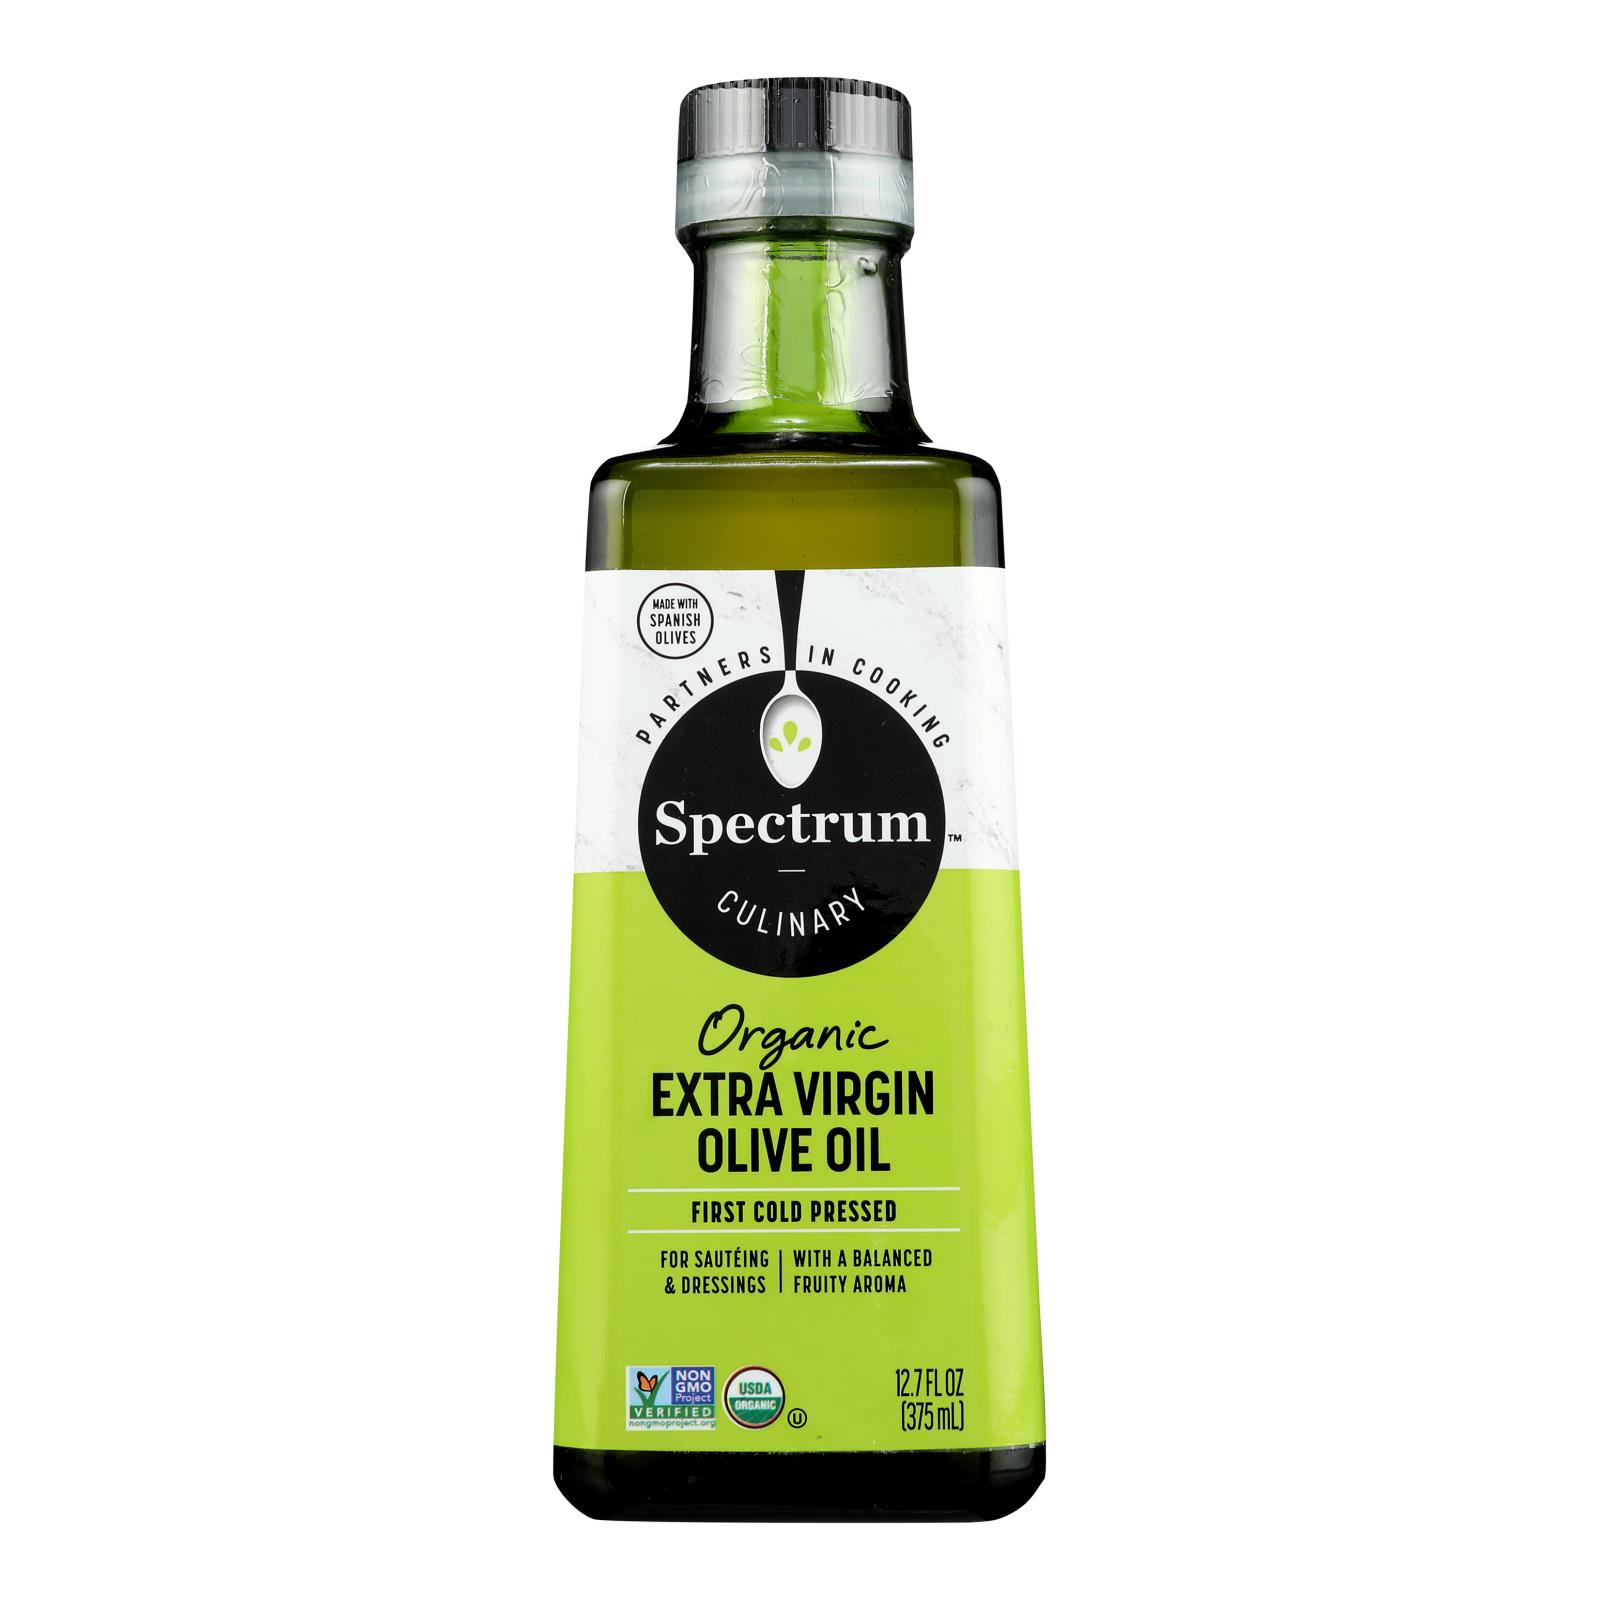 MADE WITH
SPANISH
OLIVES
PARTNERS IN COOKING
Spectrum™
CULINARY
Organic
EXTRA VIRGIN
OLIVE OIL
FIRST COLD PRESSED
FOR SAUTÉING
& DRESSINGS
WITH A BALANCED
FRUITY AROMA
NON
GMO
Project
VERIFIED
nongmoproject.org
USDA
ORGANIC
U
12.7 FL OZ
(375 mL)